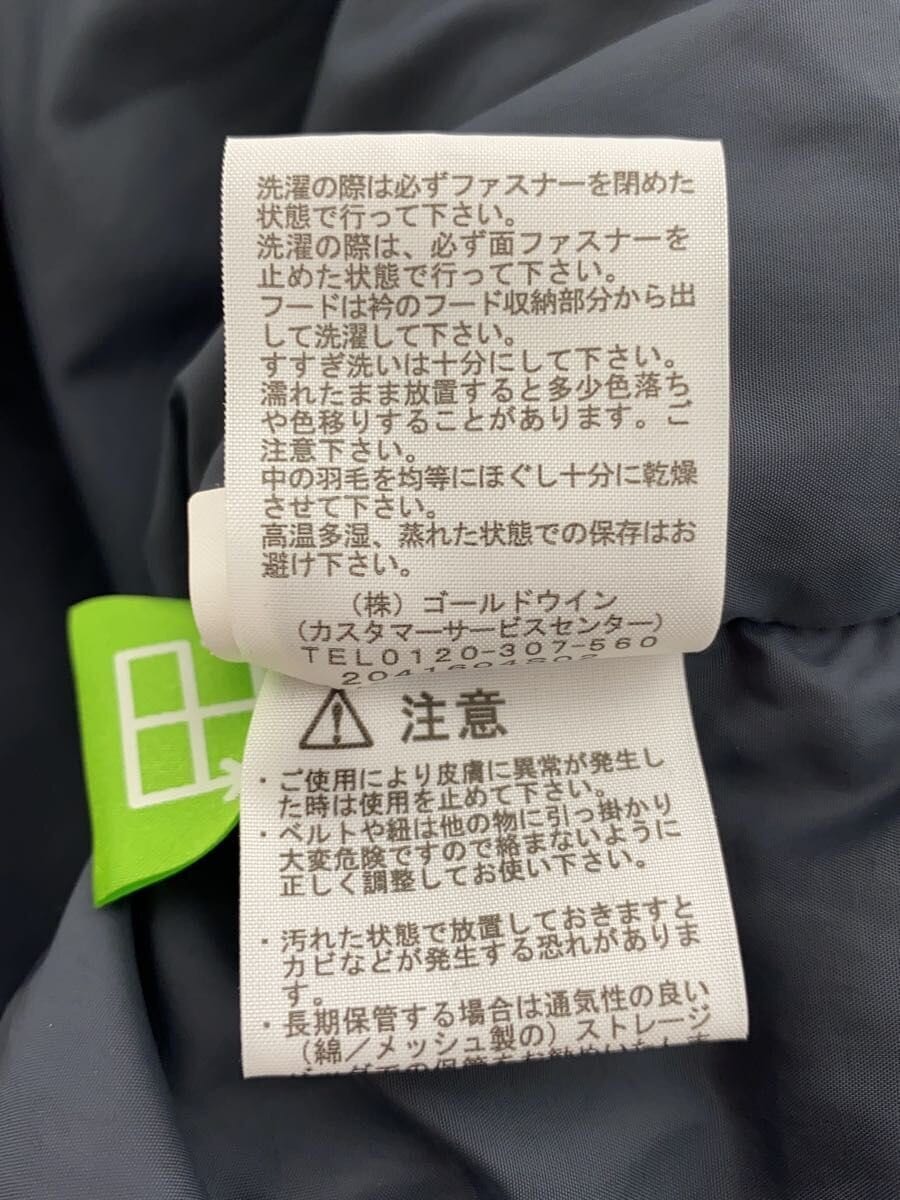 洗濯の際は必ずファスナーを閉めた
状態で行って下さい。
洗濯の際は、必ず面ファスナーを
止めた状態で行って下さい。
フードは衿のフード収納部分から出
して洗濯して下さい。
すすぎ洗いは十分にして下さい。
濡れたまま放置すると多少色落ち
や色移りすることがあります。ご
注意下さい。
中の羽毛を均等にほぐし十分に乾燥
させて下さい。
高温多湿、蒸れた状態での保存はお
避け下さい。
(株)ゴールドウイン
(カスタマーサービスセンター)
TEL0120-307-560
注意
・ご使用により皮膚に異常が発生し
た時は使用を止めて下さい。
・ベルトや紐は他の物に引っ掛かり
大変危険ですので絡まないように
正しく調整してお使い下さい。
・汚れた状態で放置しておきますと
カビなどが発生する恐れがありま
す。
・長期保管する場合は通気性の良い
(綿/メッシュ製の)ストレージ